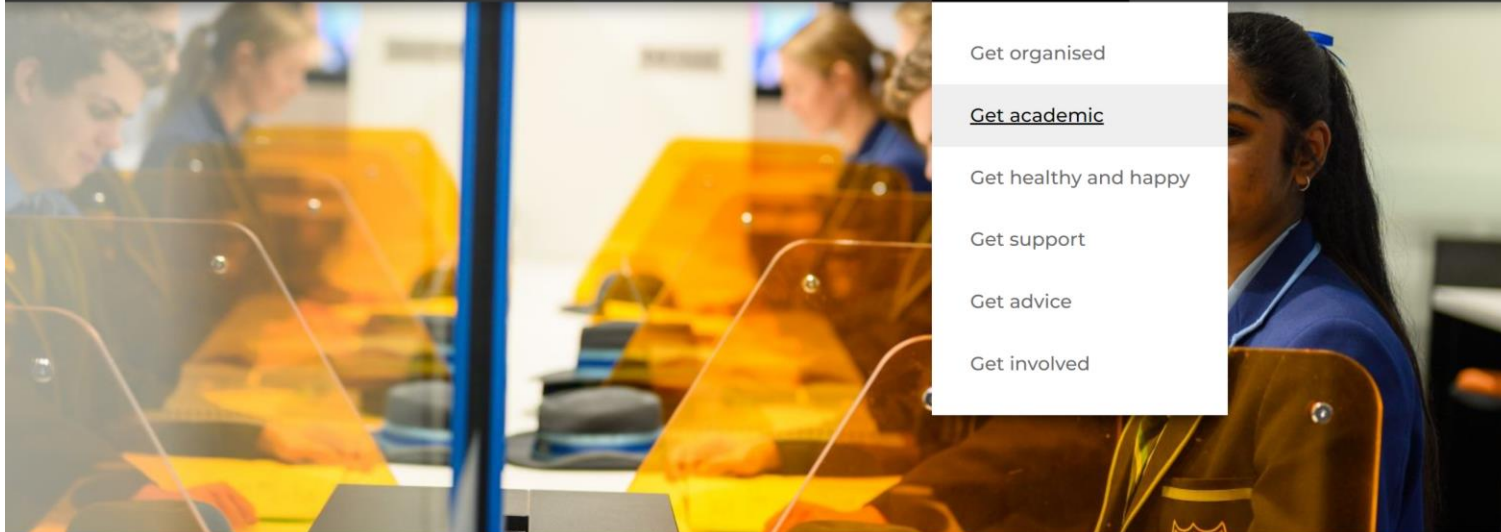 Get organised
Get academic
Get healthy and happy
Get support
Get advice
Get involved